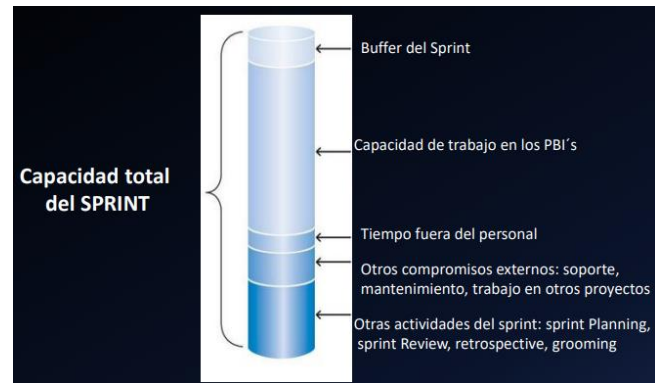 Capacidad total
del SPRINT
Buffer del Sprint
Capacidad de trabajo en los PBI´s
Tiempo fuera del personal
Otros compromisos externos: soporte,
mantenimiento, trabajo en otros proyectos
Otras actividades del sprint: sprint Planning,
sprint Review, retrospective, grooming